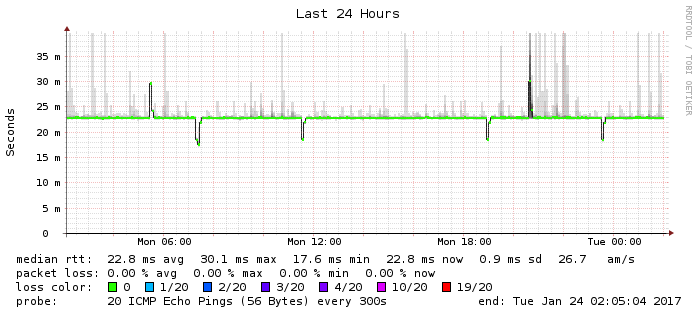 Last 24 Hours
RRDTOOL / TOBI OETIKER
Seconds
35 m
30 m
25 m
20 m
15 m
10 m
5 m
0
Mon 06:00 Mon 12:00 Mon 18:00 Tue 00:00
median rtt: 22.8 ms avg 30.1 ms max 17.6 ms min 22.8 ms now 0.9 ms sd 26.7 am/s
packet loss: 0.00 % avg 0.00 % max 0.00 % min 0.00 % now
loss color: 0 1/20 2/20 3/20 4/20 10/20 19/20
probe: 20 ICMP Echo Pings (56 Bytes) every 300s end: Tue Jan 24 02:05:04 2017